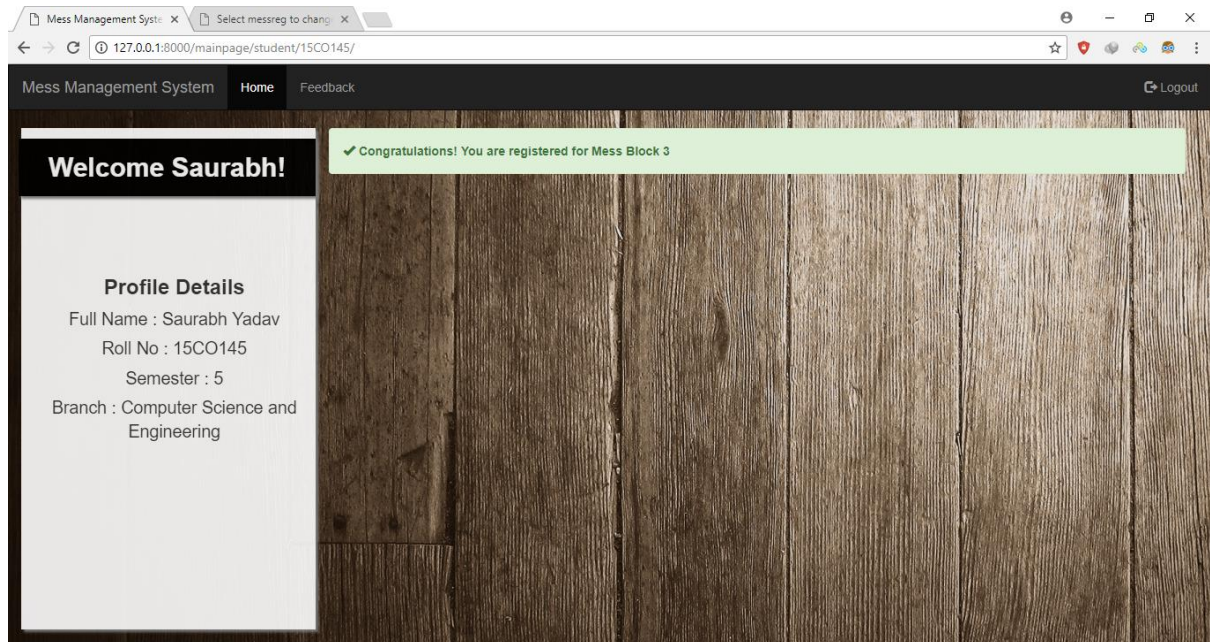 Mess Management Syste
Select messreg to chang
127.0.0.1:8000/mainpage/student/15CO145/
Mess Management System Home Feedback Logout
Welcome Saurabh!
✔ Congratulations! You are registered for Mess Block 3
Profile Details
Full Name : Saurabh Yadav
Roll No : 15CO145
Semester : 5
Branch : Computer Science and
Engineering